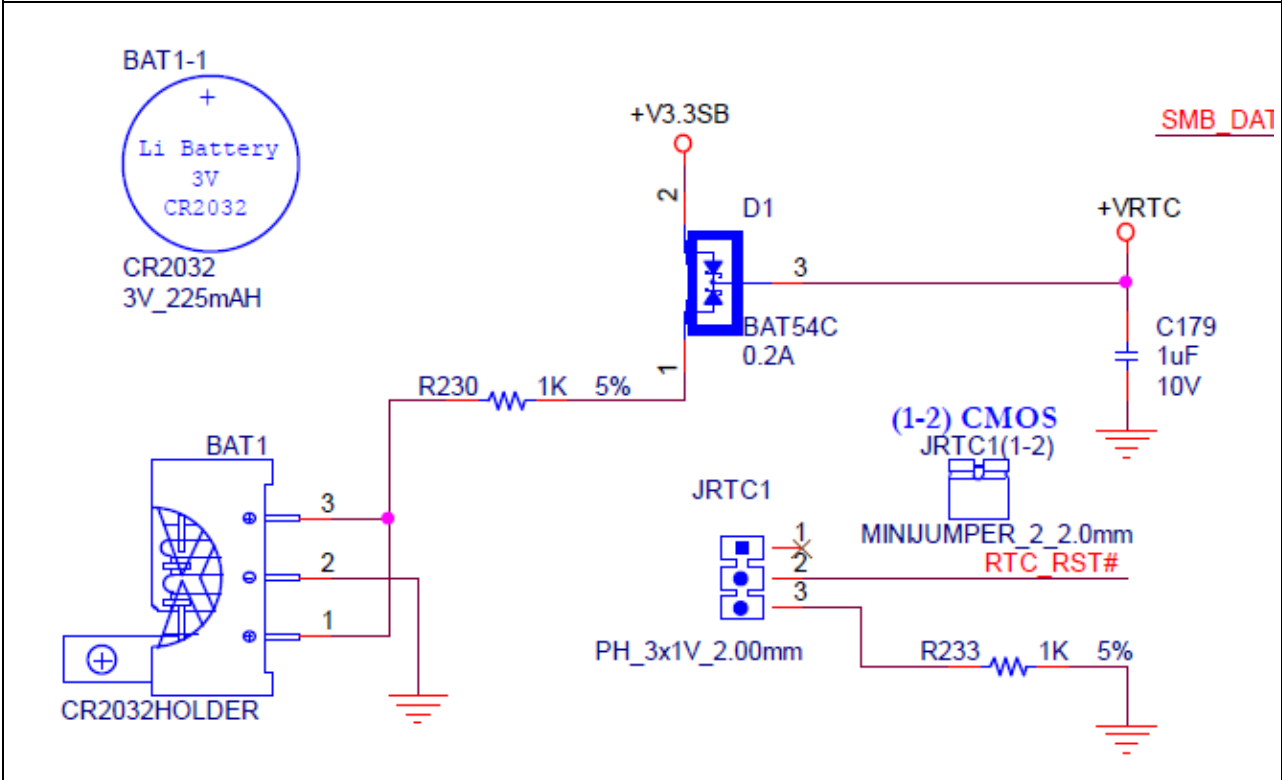 BAT1-1
+
Li Battery
3V
CR2032
CR2032
3V_225mAH
+V3.3SB
2
D1
3
BAT54C
0.2A
1
SMB_DAT
+VRTC
C179
1uF
10V
R230 1K 5%
BAT1
3
2
1
CR2032HOLDER
(1-2) CMOS
JRTC1(1-2)
MINIJUMPER_2_2.0mm
JRTC1
1
2
3
RTC_RST#
PH_3x1V_2.00mm
R233 1K 5%